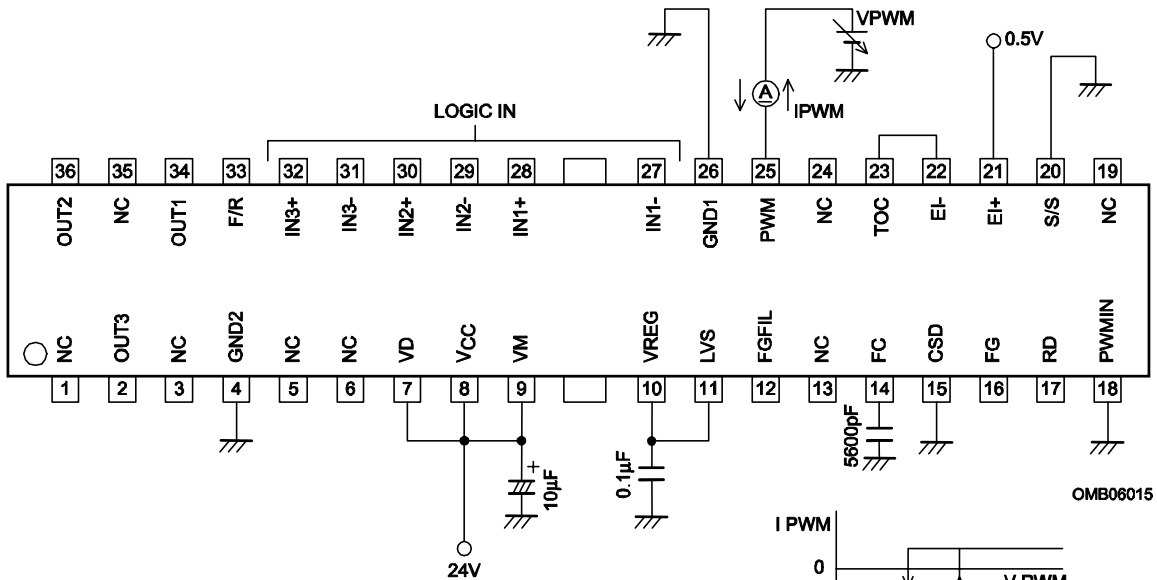 VPWM
0.5V
A
IPWM
LOGIC IN
36 35 34 33 32 31 30 29 28 27 26 25 24 23 22 21 20 19
OUT2 NC OUT1 F/R IN3+ IN3- IN2+ IN2- IN1+ IN1- GND1 PWM NC TOC EI- EI+ S/S NC
NC OUT3 NC GND2 NC NC VD VCC VM VREG LVS FGFIL NC FC CSD FG RD PWMIN
1 2 3 4 5 6 7 8 9 10 11 12 13 14 15 16 17 18
+
10µF
0.1µF
5600pF
OMB06015
24V
I PWM
0
V PWM